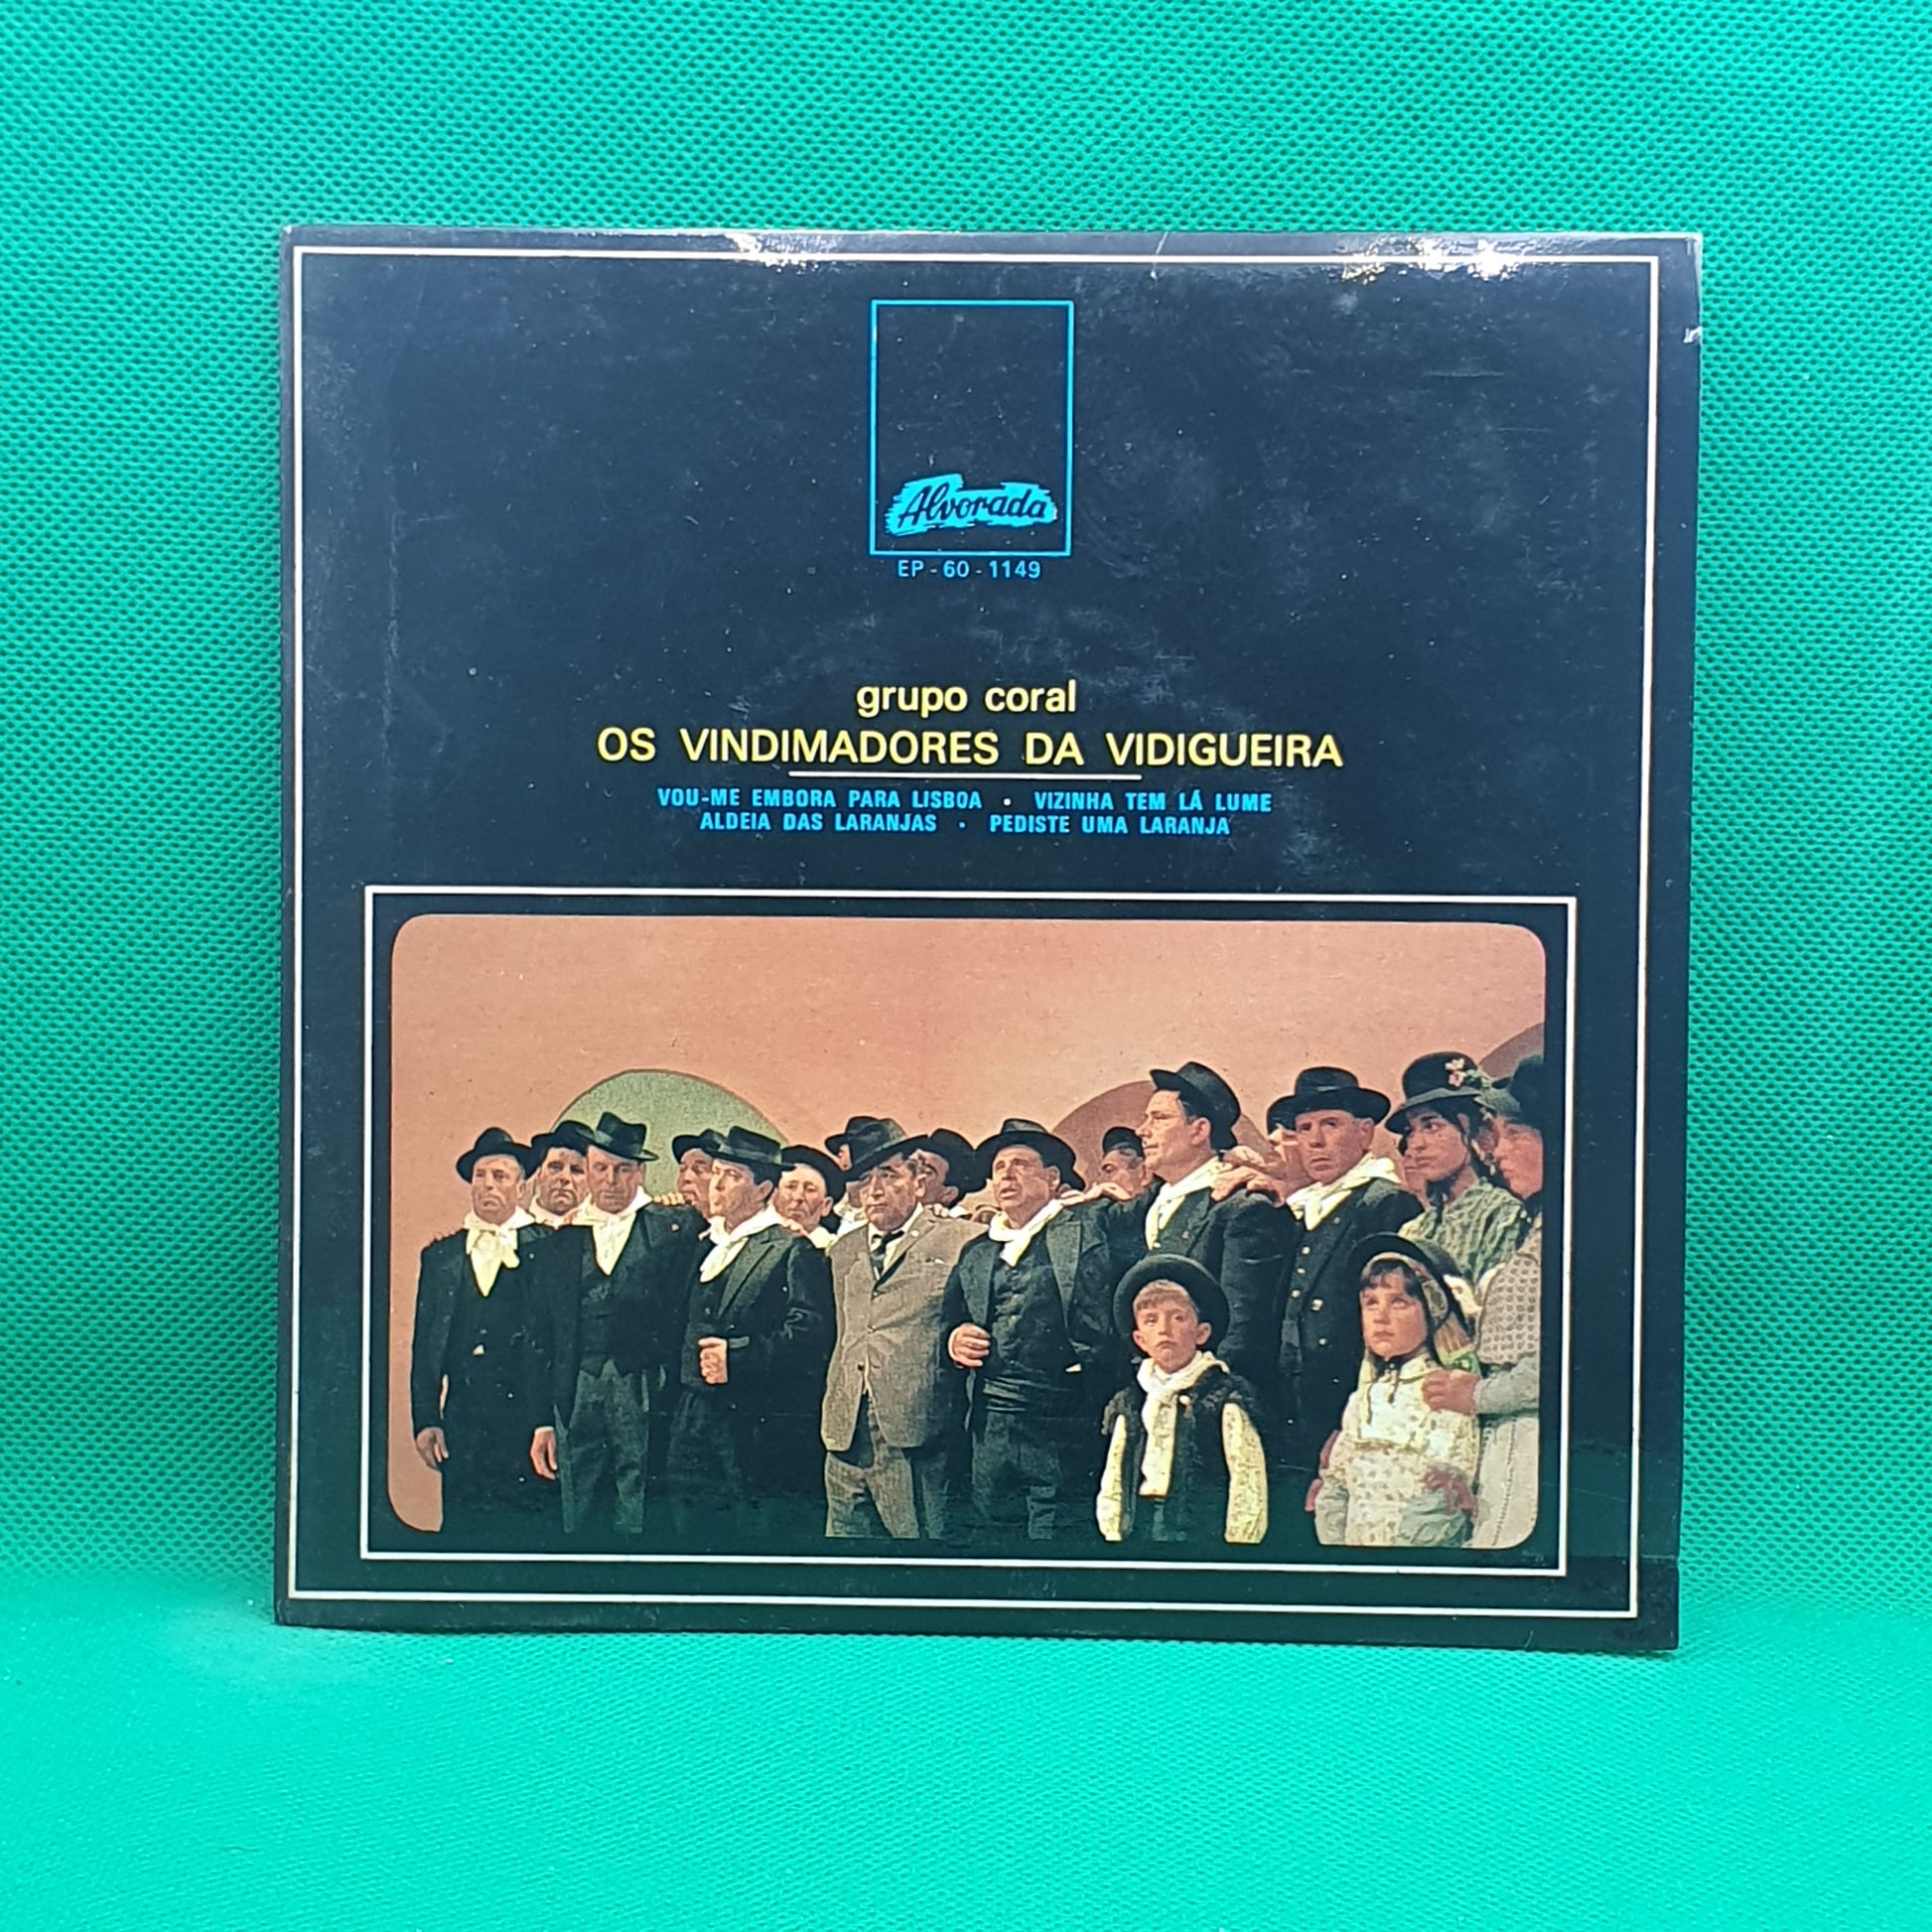 Alvorada
EP - 60 - 1149
grupo coral
OS VINDIMADORES DA VIDIGUEIRA
VOU-ME EMBORA PARA LISBOA • VIZINHA TEM LÁ LUME
ALDEIA DAS LARANJAS • PEDISTE UMA LARANJA